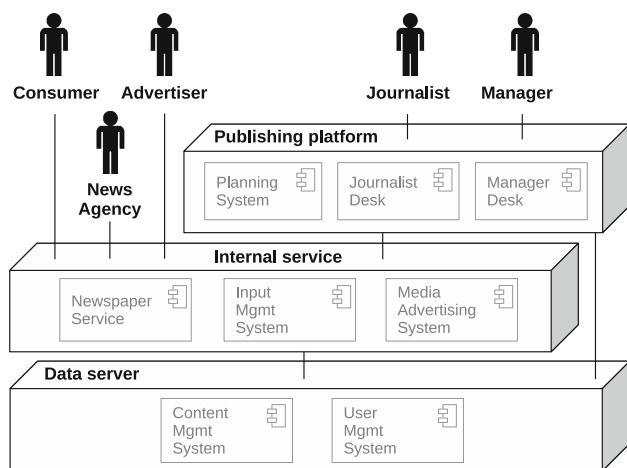 Consumer
Advertiser
Journalist
Manager
News
Agency
Publishing platform
Planning
System
Journalist
Desk
Manager
Desk
Internal service
Newspaper
Service
Input
Mgmt
System
Media
Advertising
System
Data server
Content
Mgmt
System
User
Mgmt
System